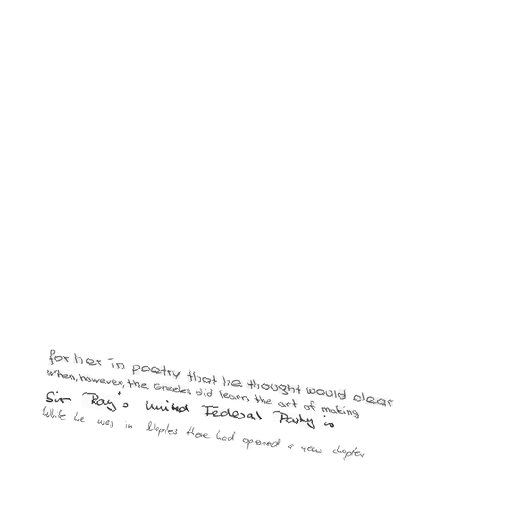 for her in poetry that he thought would clear
When, however, the Greeks did learn the art of making
Sir Roy's United Federal Party is
While he was in Naples there had opened a new chapter